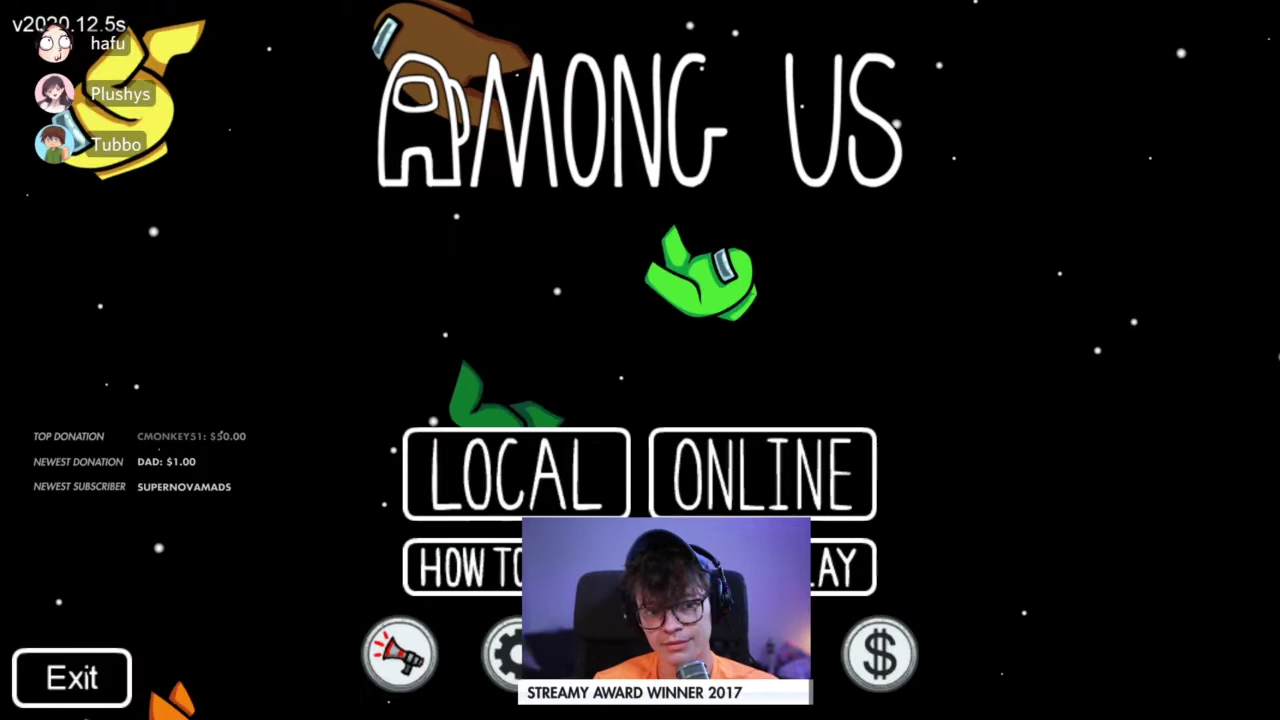 v2020.12.5s
hafu
Plushys
Tubbo
AMONG US
TOP DONATION CMONKEY51: $50.00
NEWEST DONATION DAD: $1.00
NEWEST SUBSCRIBER SUPERNOVAMADS
LOCAL ONLINE
HOW TO LAY
Exit
$
STREAMY AWARD WINNER 2017